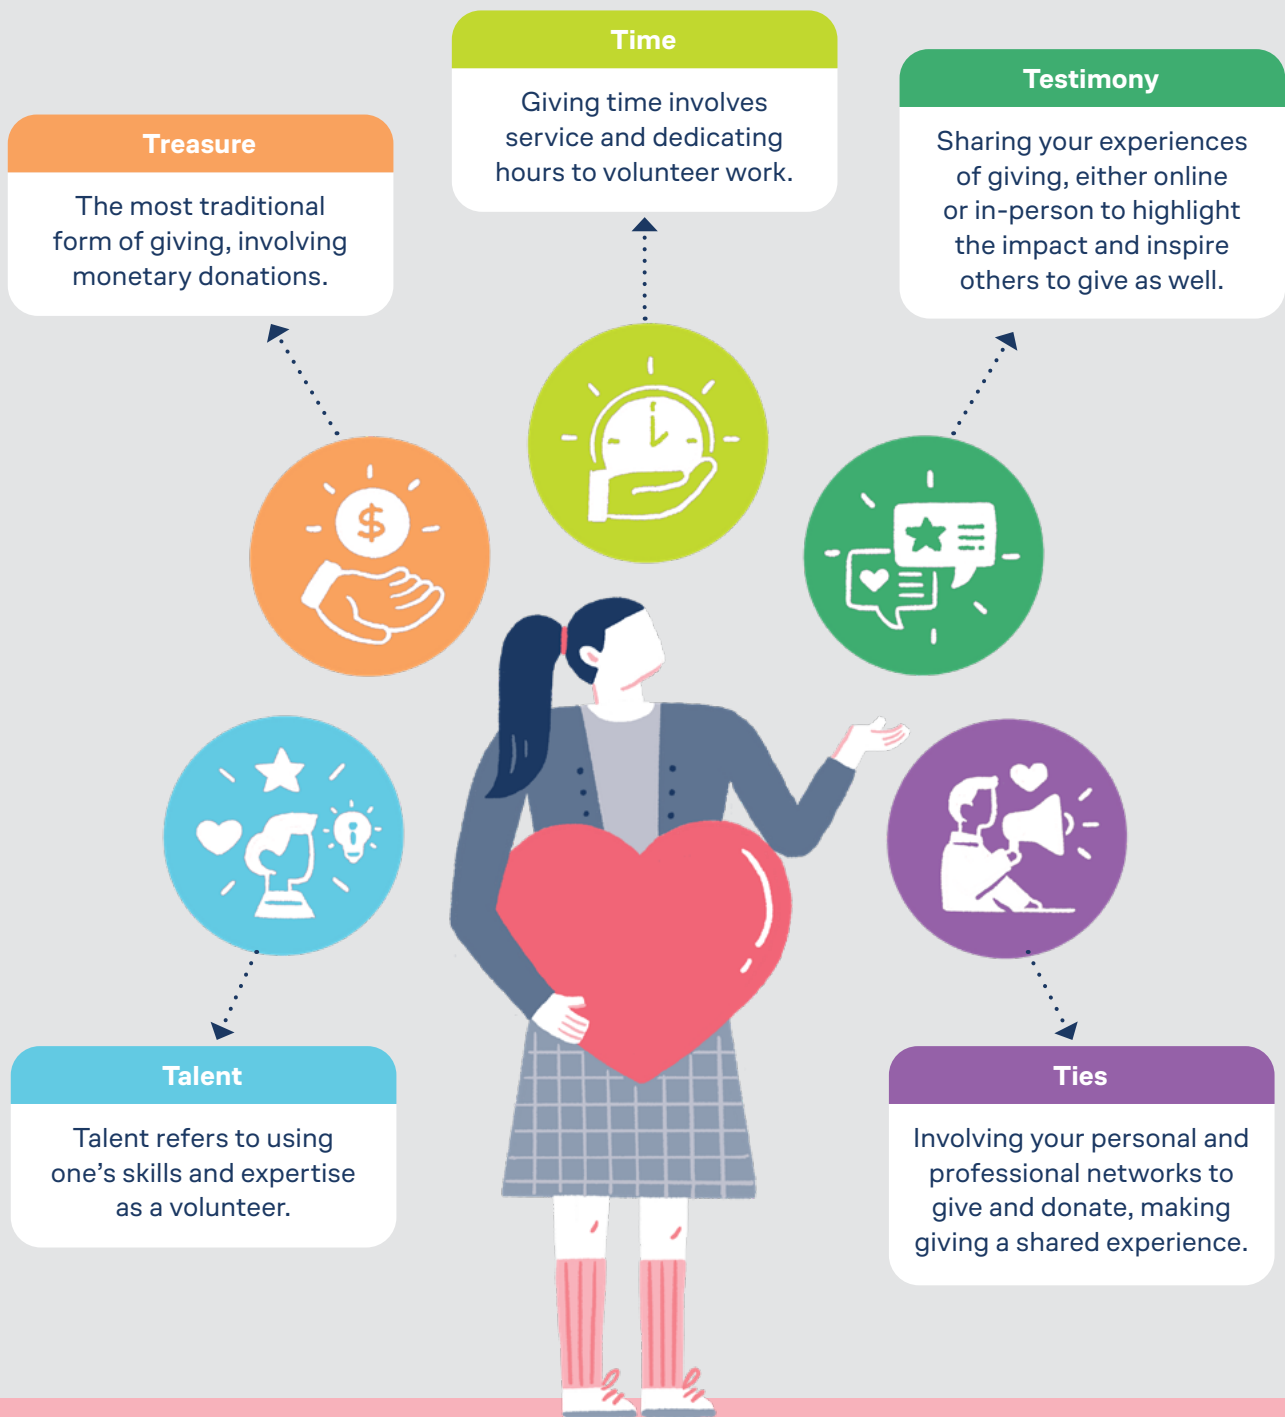 Time
Giving time involves
service and dedicating
hours to volunteer work.
Testimony
Sharing your experiences
of giving, either online
or in-person to highlight
the impact and inspire
others to give as well.
Treasure
The most traditional
form of giving, involving
monetary donations.
$
Talent
Talent refers to using
one’s skills and expertise
as a volunteer.
Ties
Involving your personal and
professional networks to
give and donate, making
giving a shared experience.